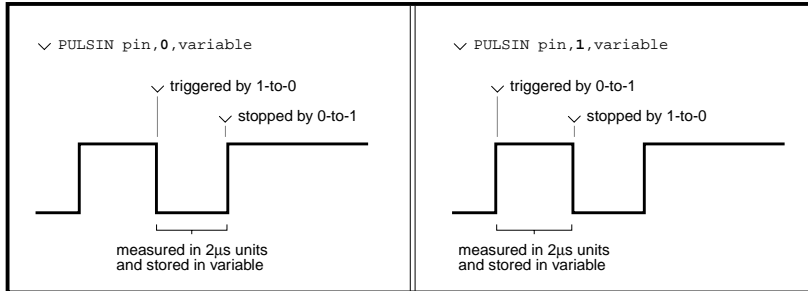 PULSIN pin,0,variable
triggered by 1-to-0
stopped by 0-to-1
measured in 2µs units
and stored in variable
PULSIN pin,1,variable
triggered by 0-to-1
stopped by 1-to-0
measured in 2µs units
and stored in variable